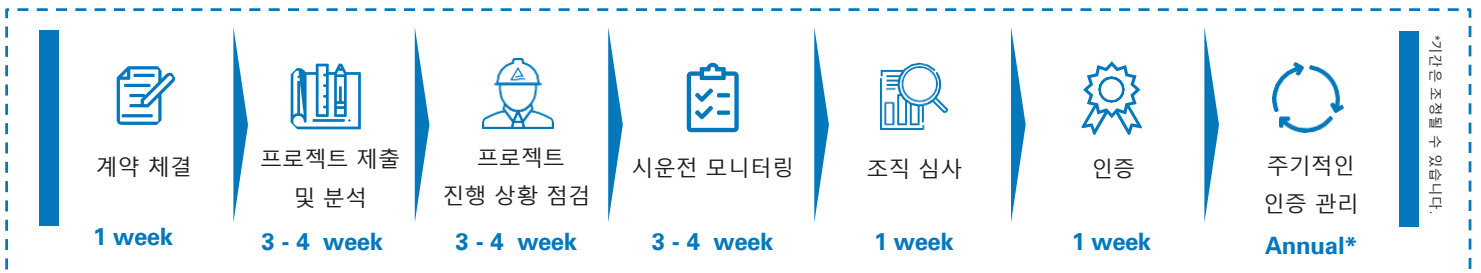 계약 체결
1 week
프로젝트 제출
및 분석
3 - 4 week
프로젝트
진행 상황 점검
3 - 4 week
시운전 모니터링
3 - 4 week
조직 심사
1 week
인증
1 week
주기적인
인증 관리
Annual*
*기간은 조정될 수 있습니다.